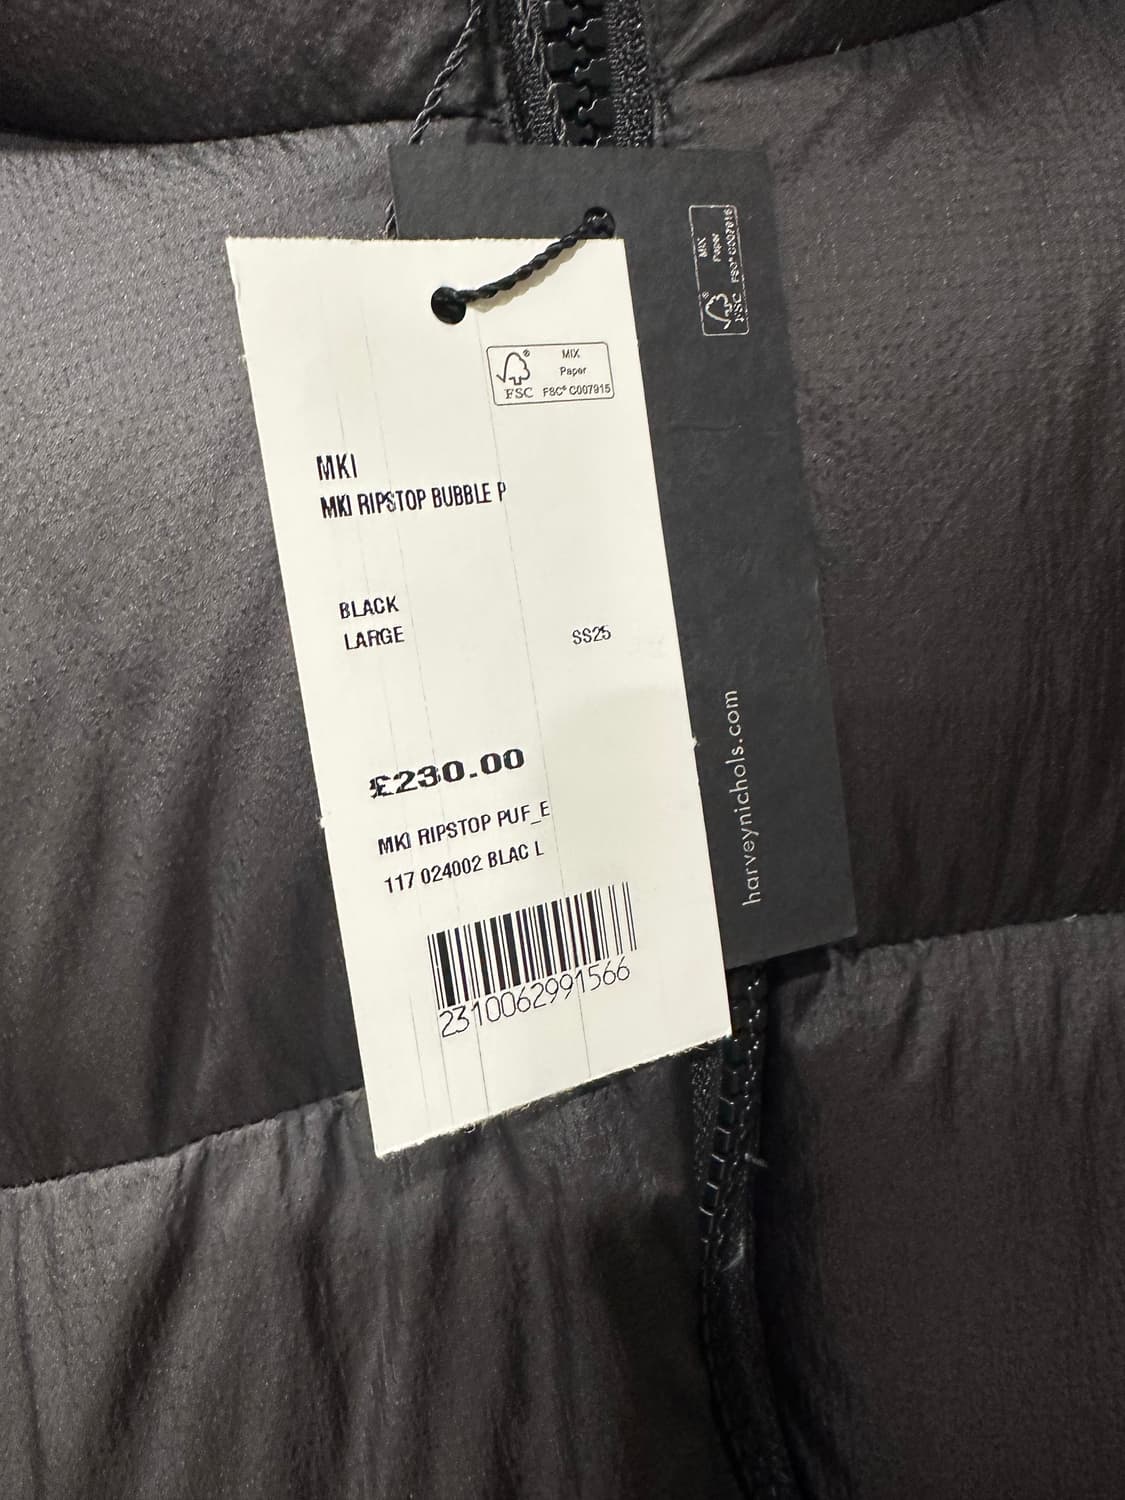 MIX
Paper
FSC FSC® C007915
MKI
MKI RIPSTOP BUBBLE P
BLACK
LARGE
SS25
£230.00
MKI RIPSTOP PUF_E
117 024002 BLAC L
2310062991566
MIX
Paper
FSC FSC® C007915
harveynichols.com